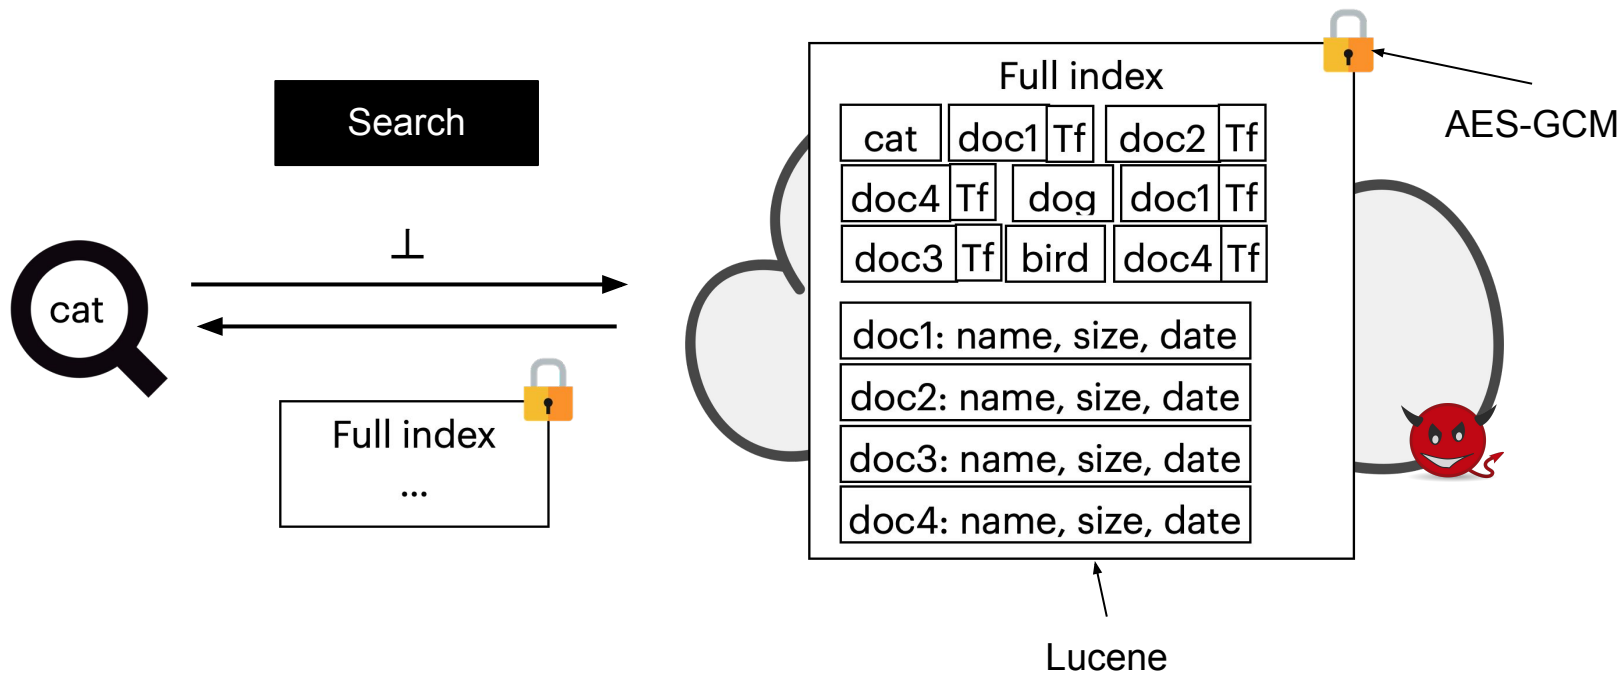 Search
⊥
cat
Full index
...
Full index
cat doc1 Tf doc2 Tf
doc4 Tf dog doc1 Tf
doc3 Tf bird doc4 Tf
doc1: name, size, date
doc2: name, size, date
doc3: name, size, date
doc4: name, size, date
AES-GCM
Lucene